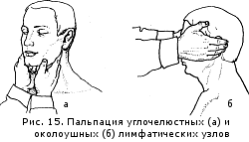 а
б
Рис. 15. Пальпация углочелюстных (а) и
околоушных (б) лимфатических узлов